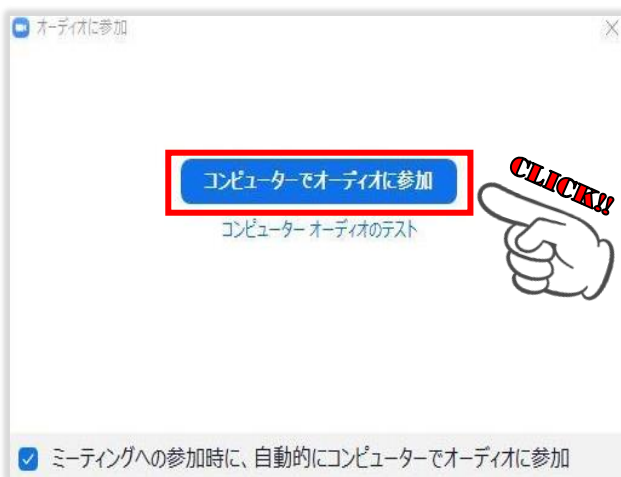 オーディオに参加
コンピューターでオーディオに参加
CLICK!!
コンピューター オーディオのテスト
ミーティングへの参加時に、自動的にコンピューターでオーディオに参加